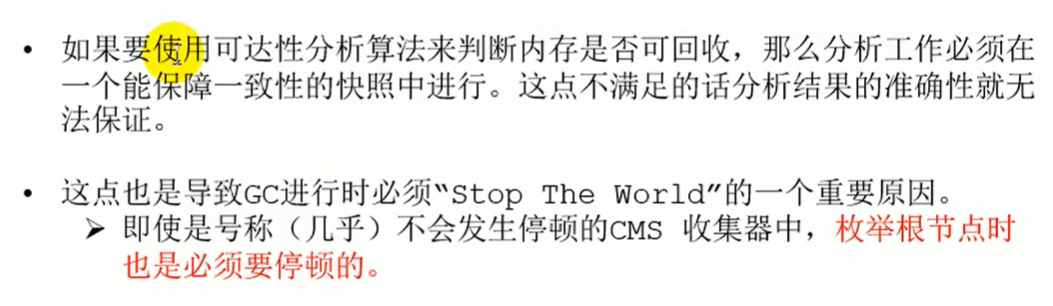 • 如果要使用可达性分析算法来判断内存是否可回收，那么分析工作必须在
一个能保障一致性的快照中进行。这点不满足的话分析结果的准确性就无
法保证。
• 这点也是导致GC进行时必须“Stop The World”的一个重要原因。
➢ 即使是号称（几乎）不会发生停顿的CMS 收集器中，枚举根节点时
也是必须要停顿的。